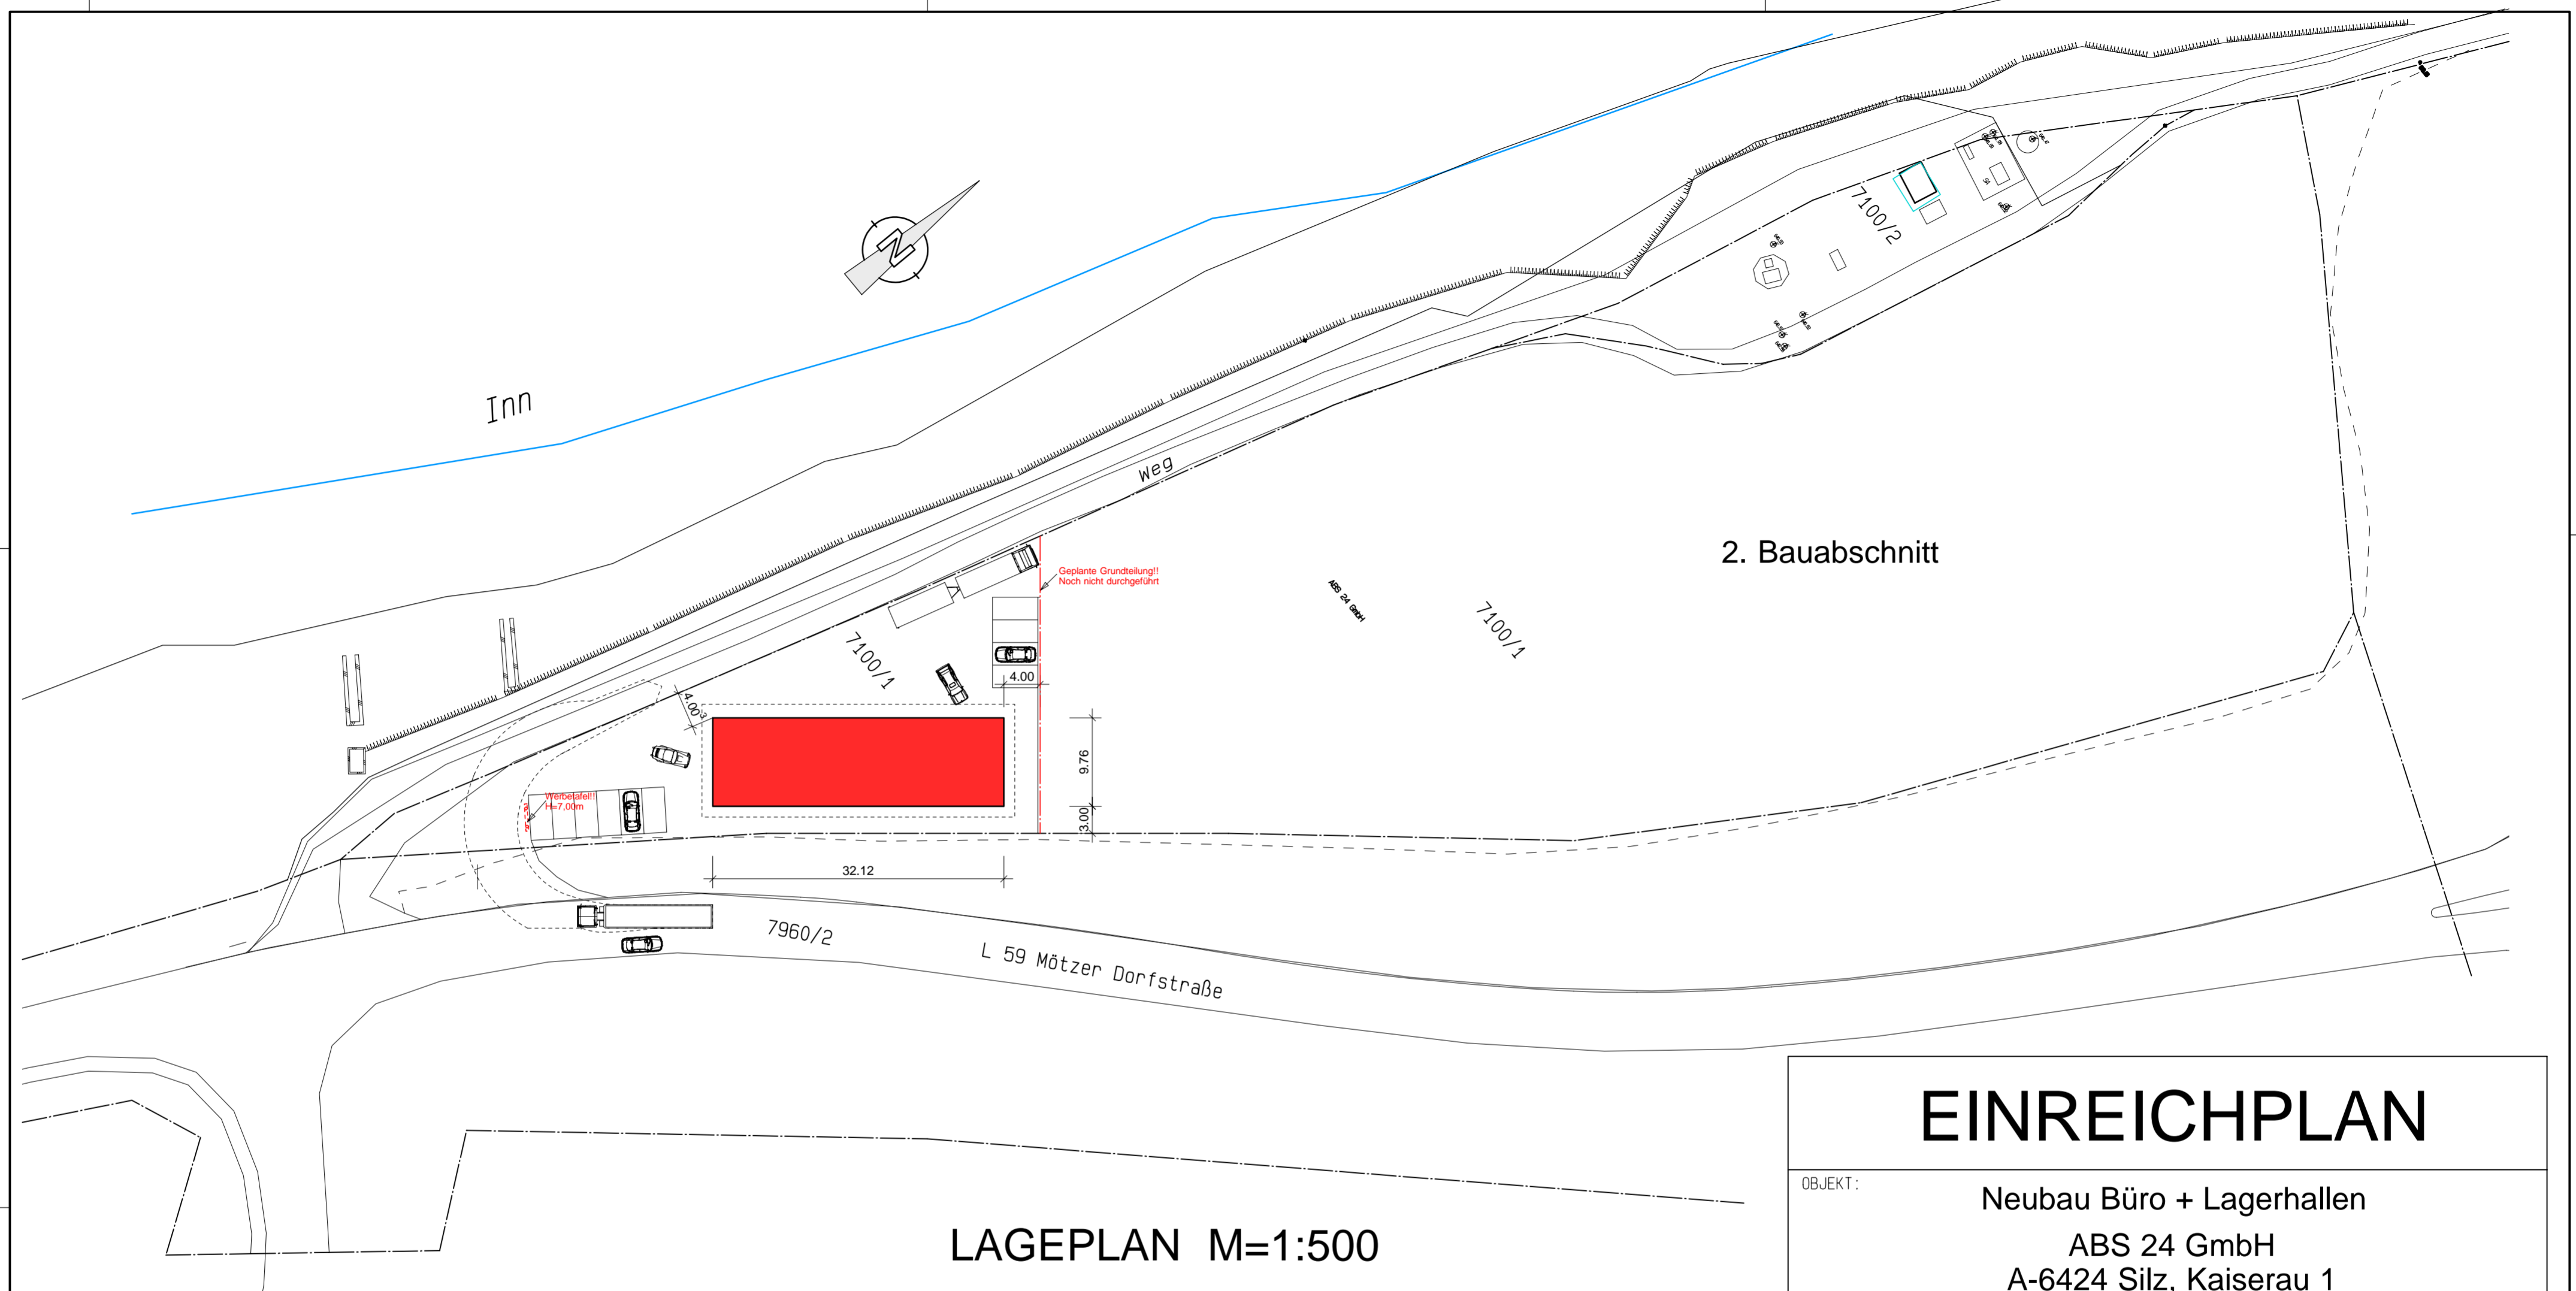 N
Inn
Weg
7100/2
2. Bauabschnitt
Geplante Grundteilung!!
Noch nicht durchgeführt
ABS 24 GmbH
7100/1
7100/1
4.00
4.00³
9.76
3.00
Werbetafel!!
H=7,00m
32.12
7960/2
L 59 Mötzer Dorfstraße
EINREICHPLAN
OBJEKT:
Neubau Büro + Lagerhallen
ABS 24 GmbH
A-6424 Silz, Kaiserau 1
LAGEPLAN M=1:500